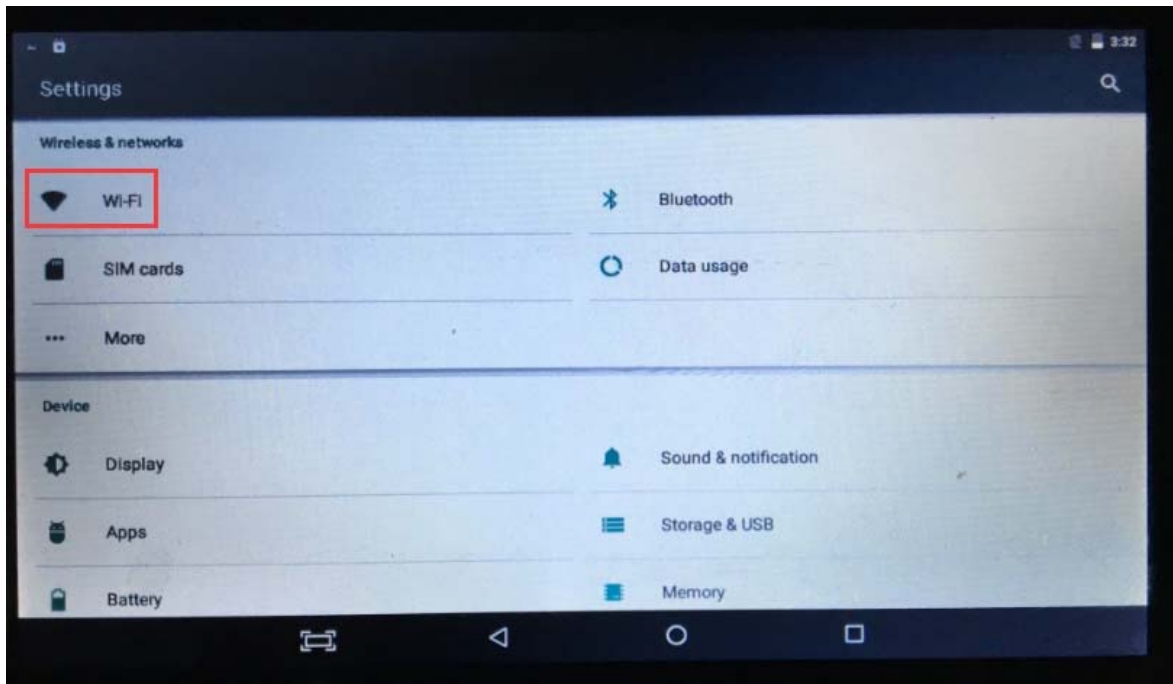 3:32
Settings
Wireless & networks
Wi-Fi
Bluetooth
SIM cards
Data usage
More
Device
Display
Sound & notification
Apps
Storage & USB
Battery
Memory